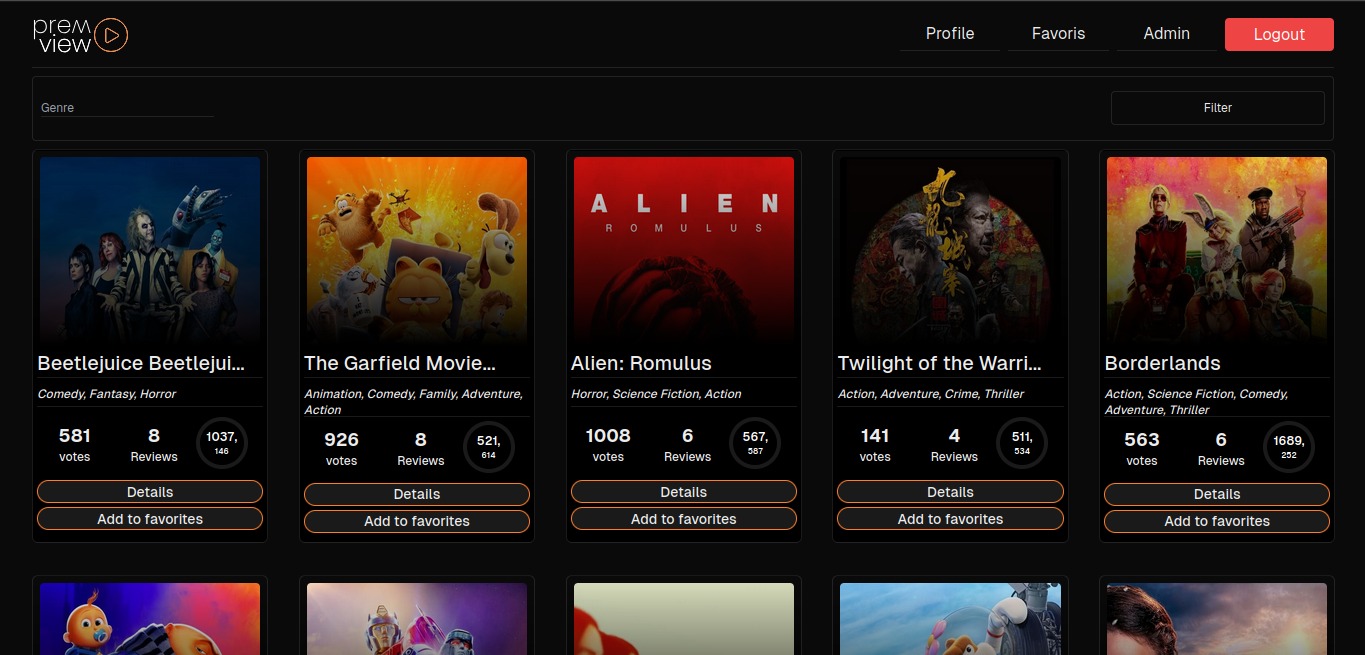 prem
view
Profile
Favoris
Admin
Logout
Genre
Filter
ALIEN
ROMULUS
九龍城寨
Beetlejuice Beetlejui...
The Garfield Movie...
Alien: Romulus
Twilight of the Warri...
Borderlands
Comedy, Fantasy, Horror
Animation, Comedy, Family, Adventure,
Action
Horror, Science Fiction, Action
Action, Adventure, Crime, Thriller
Action, Science Fiction, Comedy,
Adventure, Thriller
581
votes
8
Reviews
1037,
146
926
votes
8
Reviews
521,
614
1008
votes
6
Reviews
567,
587
141
votes
4
Reviews
511,
534
563
votes
6
Reviews
1689,
252
Details
Details
Details
Details
Details
Add to favorites
Add to favorites
Add to favorites
Add to favorites
Add to favorites